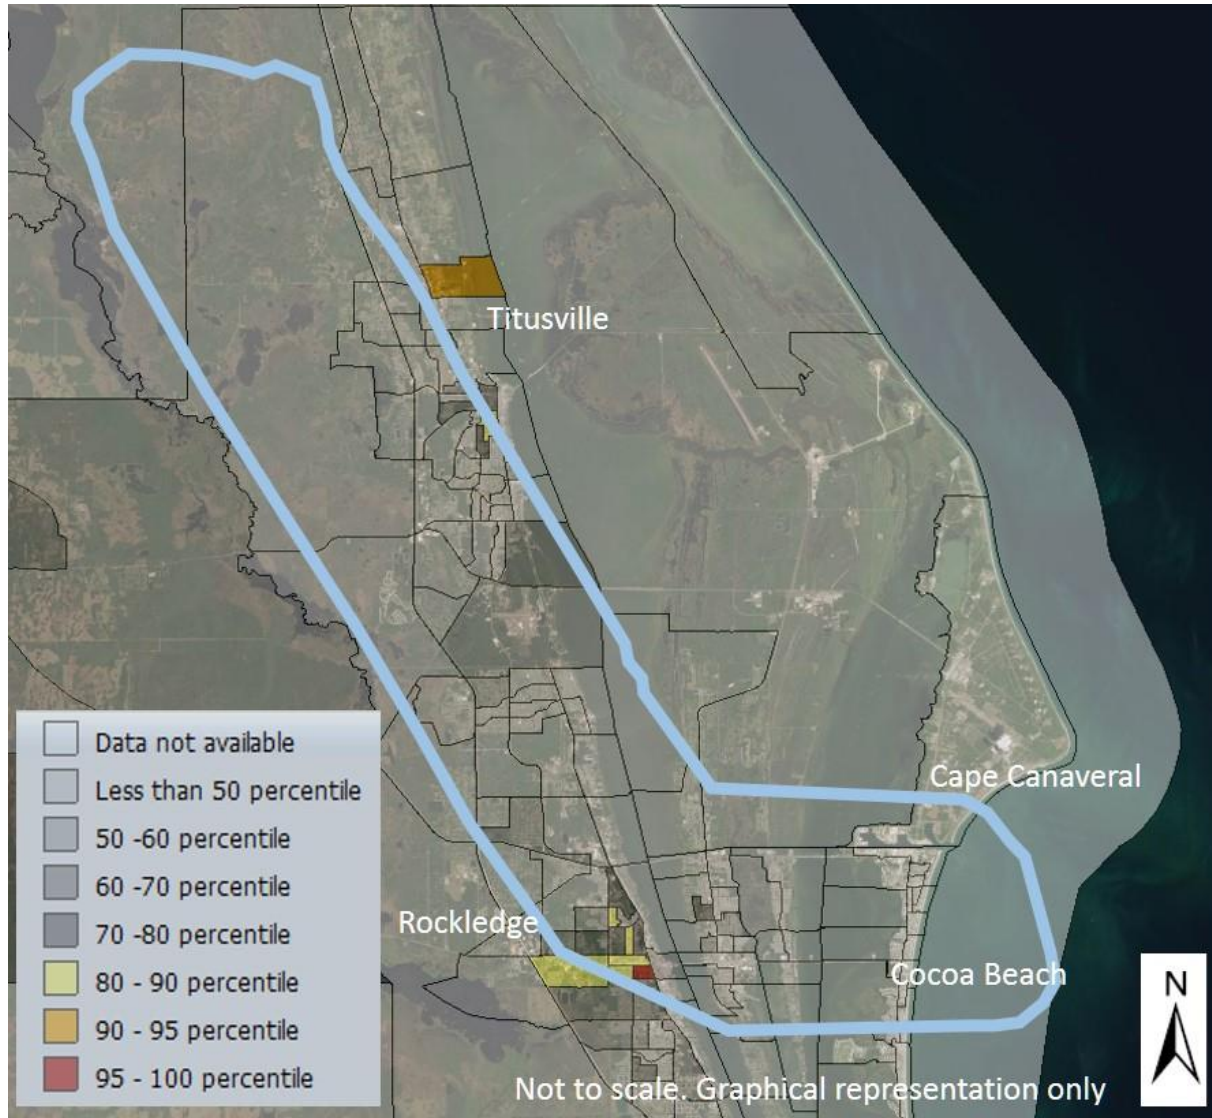 Titusville
Data not available
Less than 50 percentile
50 -60 percentile
60 -70 percentile
70 -80 percentile
80 - 90 percentile
90 - 95 percentile
95 - 100 percentile
Cape Canaveral
Rockledge
Cocoa Beach
N
Not to scale. Graphical representation only